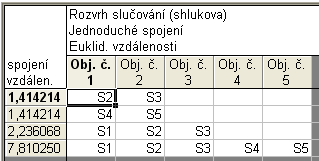 Rozvrh slučování (shlukova)
Jednoduché spojení
Euklid. vzdálenosti
spojení vzdálen. Obj. č. 1 Obj. č. 2 Obj. č. 3 Obj. č. 4 Obj. č. 5
1,414214 S2 S3
1,414214 S4 S5
2,236068 S1 S2 S3
7,810250 S1 S2 S3 S4 S5